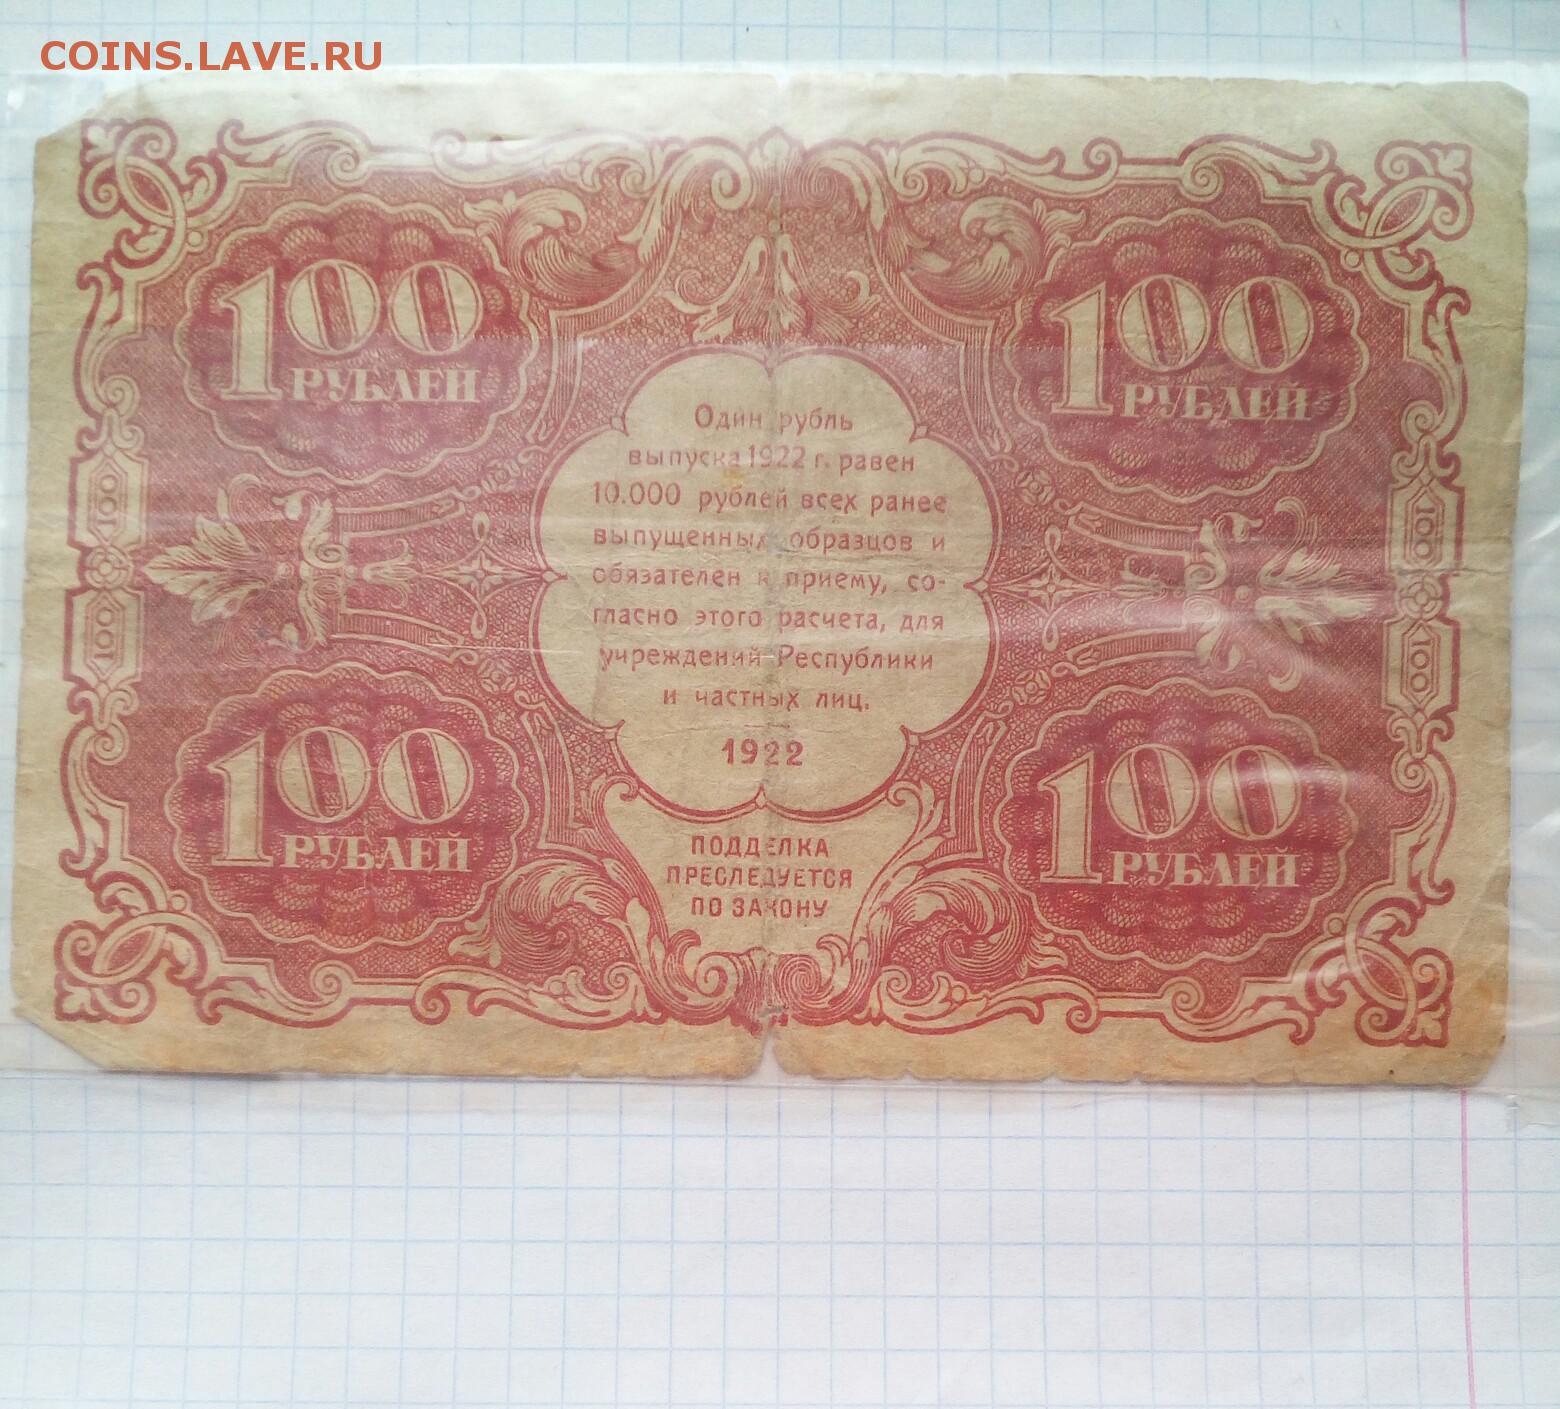 COINS.LAVE.RU
100
РУБЛЕЙ
100
РУБЛЕЙ
Один рубль
выпуска 1922 г. равен
10.000 рублей всех ранее
выпущенных образцов и
обязателен к приему, со-
гласно этого расчета, для
учреждений Республики
и частных лиц.
1922
100
100
100
100
100
РУБЛЕЙ
100
РУБЛЕЙ
ПОДДЕЛКА
ПРЕСЛЕДУЕТСЯ
ПО ЗАКОНУ